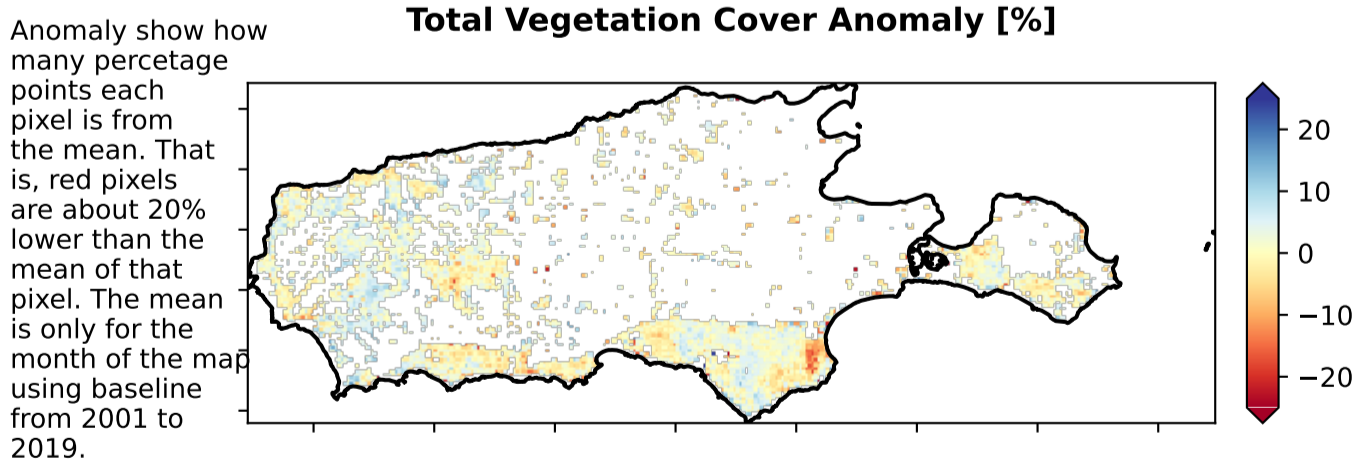 Total Vegetation Cover Anomaly [%]
Anomaly show how
many percetage
points each
pixel is from
the mean. That
is, red pixels
are about 20%
lower than the
mean of that
pixel. The mean
is only for the
month of the map
using baseline
from 2001 to
2019.
20
10
0
−10
−20